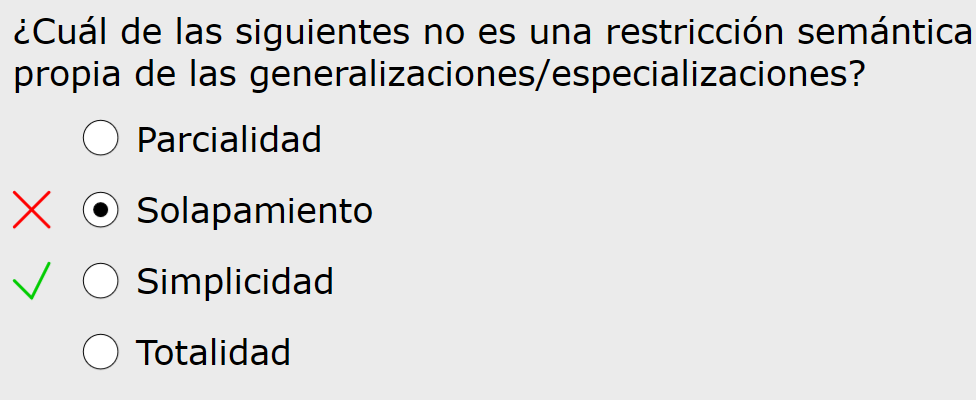 ¿Cuál de las siguientes no es una restricción semántica
propia de las generalizaciones/especializaciones?
Parcialidad
Solapamiento
Simplicidad
Totalidad